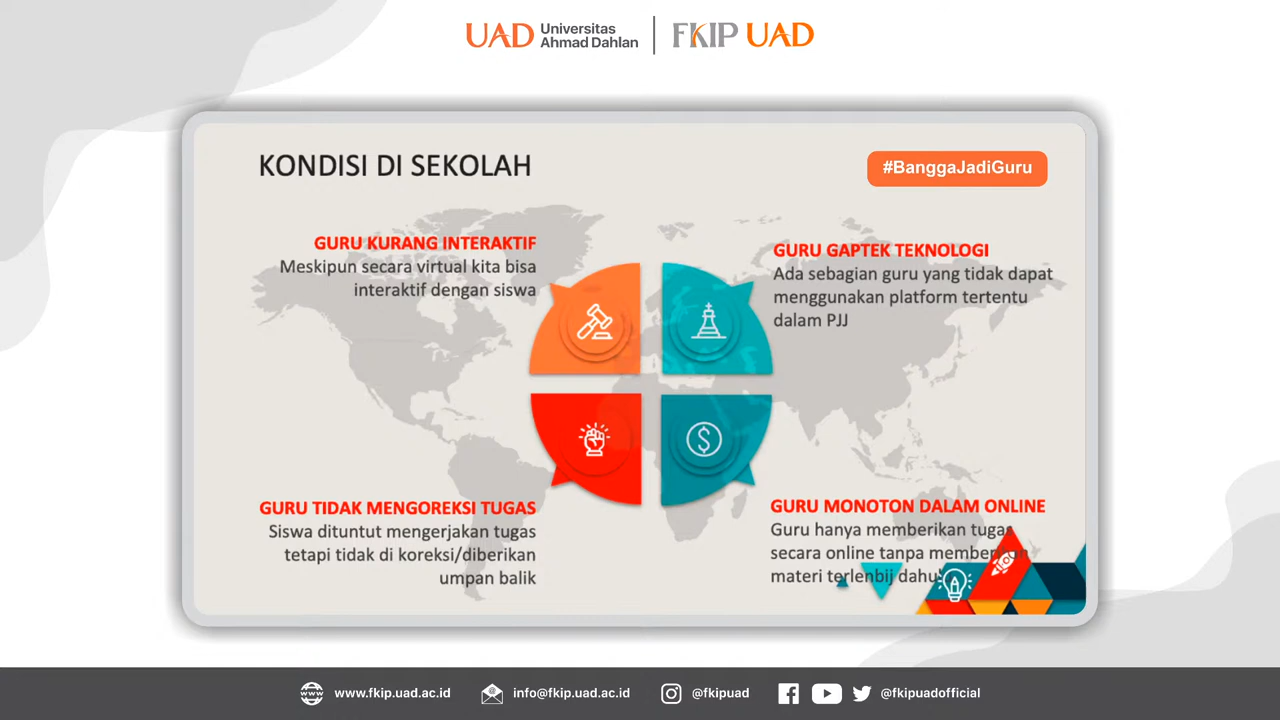 UAD Universitas
Ahmad Dahlan
FKIP UAD
KONDISI DI SEKOLAH
#BanggaJadiGuru
GURU KURANG INTERAKTIF
Meskipun secara virtual kita bisa
interaktif dengan siswa
GURU GAPTEK TEKNOLOGI
Ada sebagian guru yang tidak dapat
menggunakan platform tertentu
dalam PJJ
GURU TIDAK MENGOREKSI TUGAS
Siswa dituntut mengerjakan tugas
tetapi tidak di koreksi/diberikan
umpan balik
GURU MONOTON DALAM ONLINE
Guru hanya memberikan tugas
secara online tanpa memberikan
materi terlenbij dahulu
www.fkip.uad.ac.id
info@fkip.uad.ac.id
@fkipuad
@fkipuadofficial